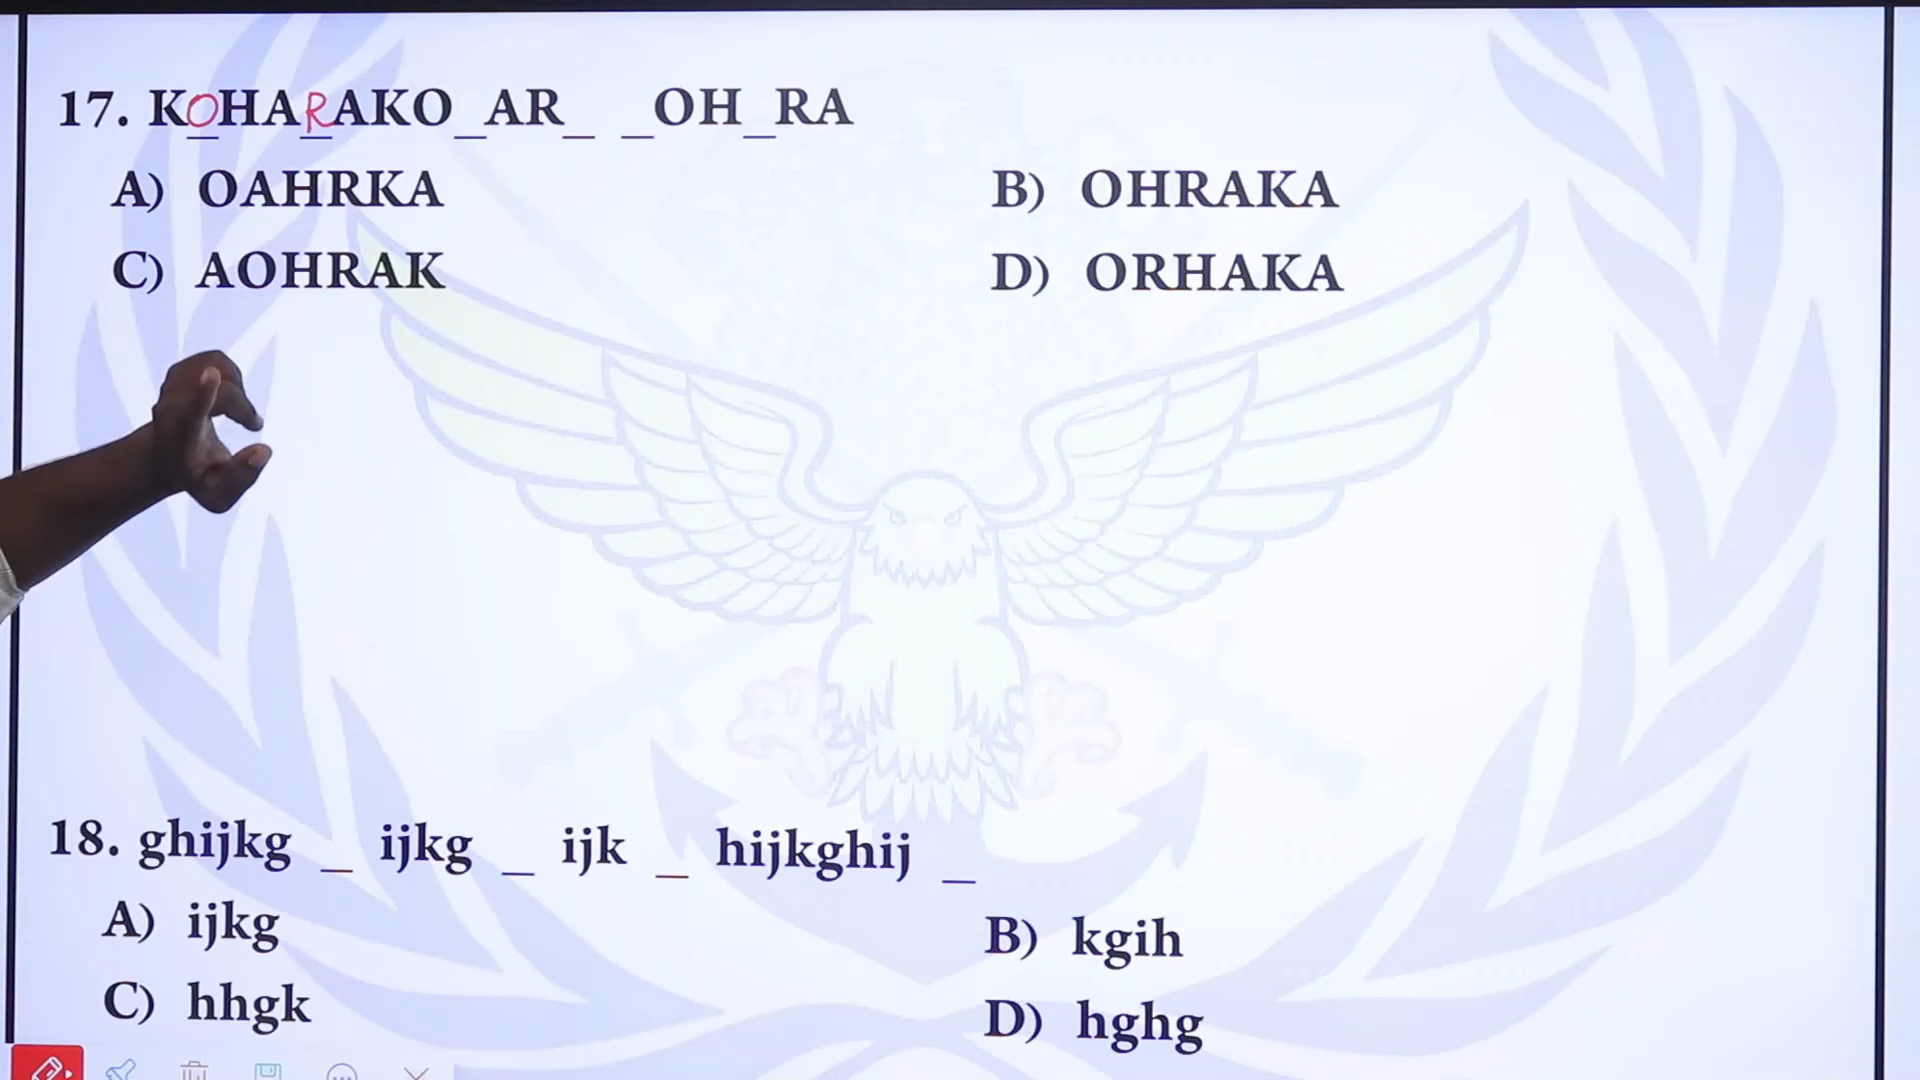 17. KOHARAKO_AR_ _OH_RA
A) OAHRKA
B) OHRAKA
C) AOHRAK
D) ORHAKA
18. ghijkg _ ijkg _ ijk _ hijkghij _
A) ijkg
B) kgih
C) hhgk
D) hghg